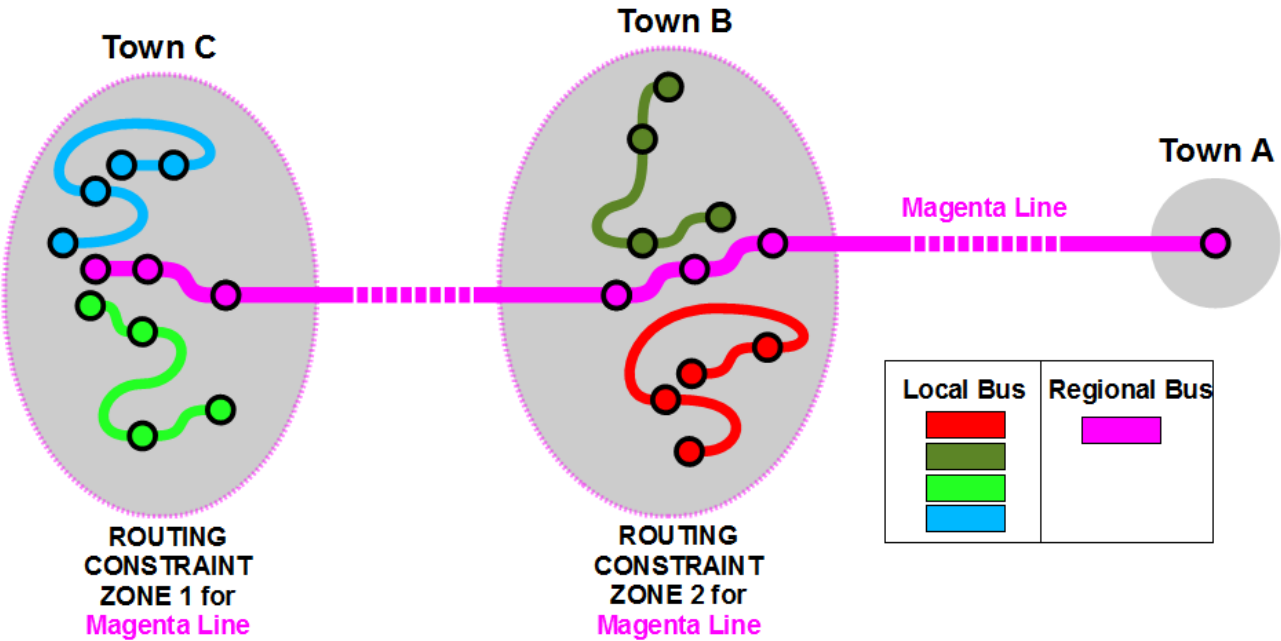 Town C
Town B
Town A
Magenta Line
Local Bus
Regional Bus
ROUTING
CONSTRAINT
ZONE 1 for
Magenta Line
ROUTING
CONSTRAINT
ZONE 2 for
Magenta Line